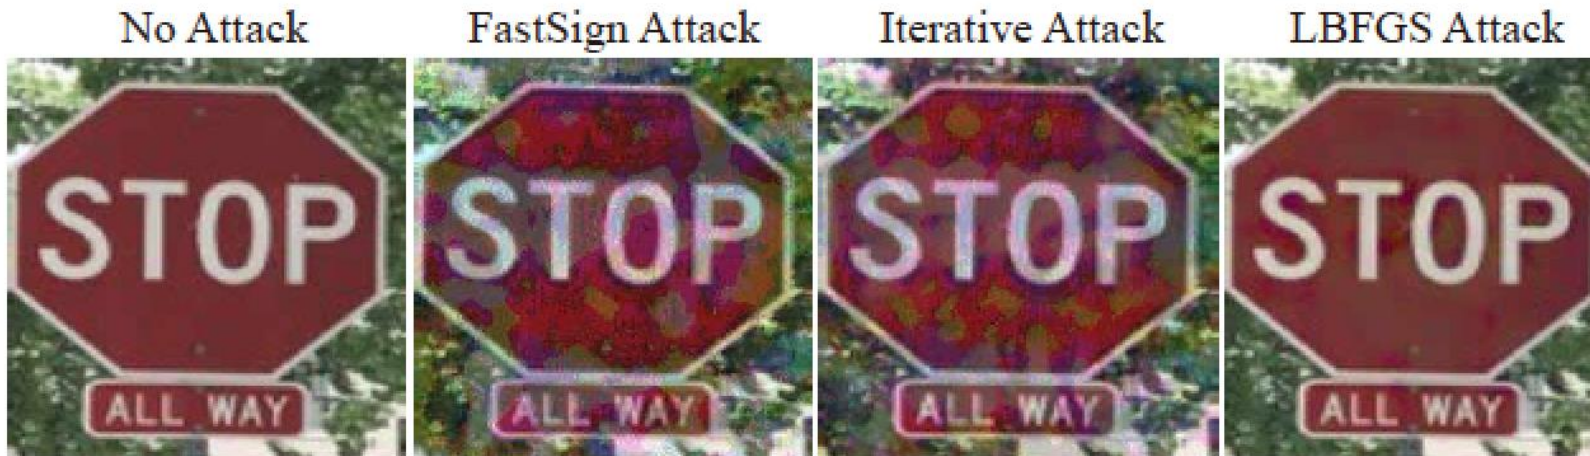 No Attack FastSign Attack Iterative Attack LBFGS Attack
STOP STOP STOP STOP
ALL WAY ALL WAY ALL WAY ALL WAY